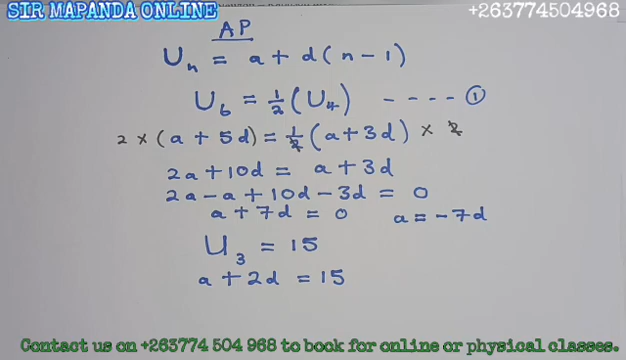 SIR MAPANDA ONLINE
+263774504968
AP
Uₙ = a + d(n - 1)
U₆ = ½(U₄) ---- ①
2 × (a + 5d) = ½(a + 3d) × 2
2a + 10d = a + 3d
2a - a + 10d - 3d = 0
a + 7d = 0 a = -7d
U₃ = 15
a + 2d = 15
Contact us on +263774 504 968 to book for online or physical classes.